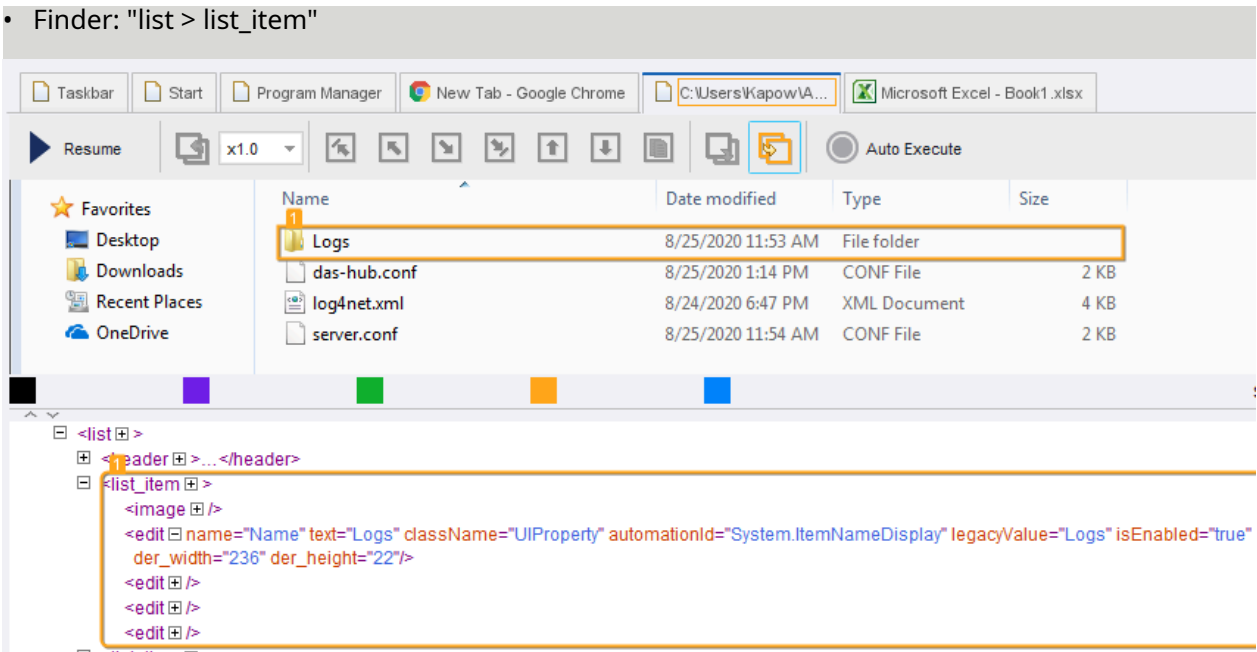 • Finder: "list > list_item"
Taskbar Start Program Manager New Tab - Google Chrome C:\Users\Kapow\A... Microsoft Excel - Book1.xlsx
Resume x1.0 Auto Execute
Favorites
Desktop
Downloads
Recent Places
OneDrive
Name Date modified Type Size
1
Logs 8/25/2020 11:53 AM File folder
das-hub.conf 8/25/2020 1:14 PM CONF File 2 KB
log4net.xml 8/24/2020 6:47 PM XML Document 4 KB
server.conf 8/25/2020 11:54 AM CONF File 2 KB
<list >
<header >...</header>
1
<list_item >
<image />
<edit name="Name" text="Logs" className="UIProperty" automationId="System.ItemNameDisplay" legacyValue="Logs" isEnabled="true"
der_width="236" der_height="22"/>
<edit />
<edit />
<edit />